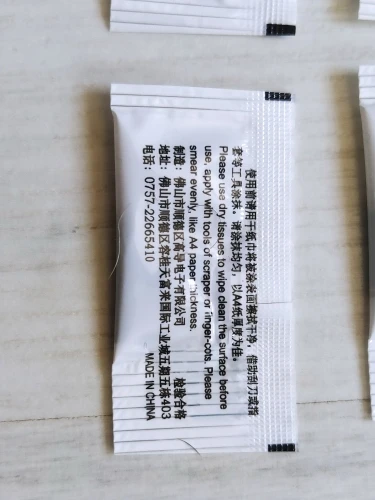 使用前请用干纸巾将被涂表面擦拭干净，借助刮刀或指
套等工具涂抹。请涂抹均匀，以A4纸厚度为佳。
Please use dry tissues to wipe clean the surface before
use, apply with tools of scraper or finger-cots. Please
smear evenly, like A4 paper thickness.
制造：佛山市顺德区高导电子有限公司 检验合格
地址：佛山市顺德区容桂天富来国际工业城五期五栋403
电话：0757-22665410 MADE IN CHINA